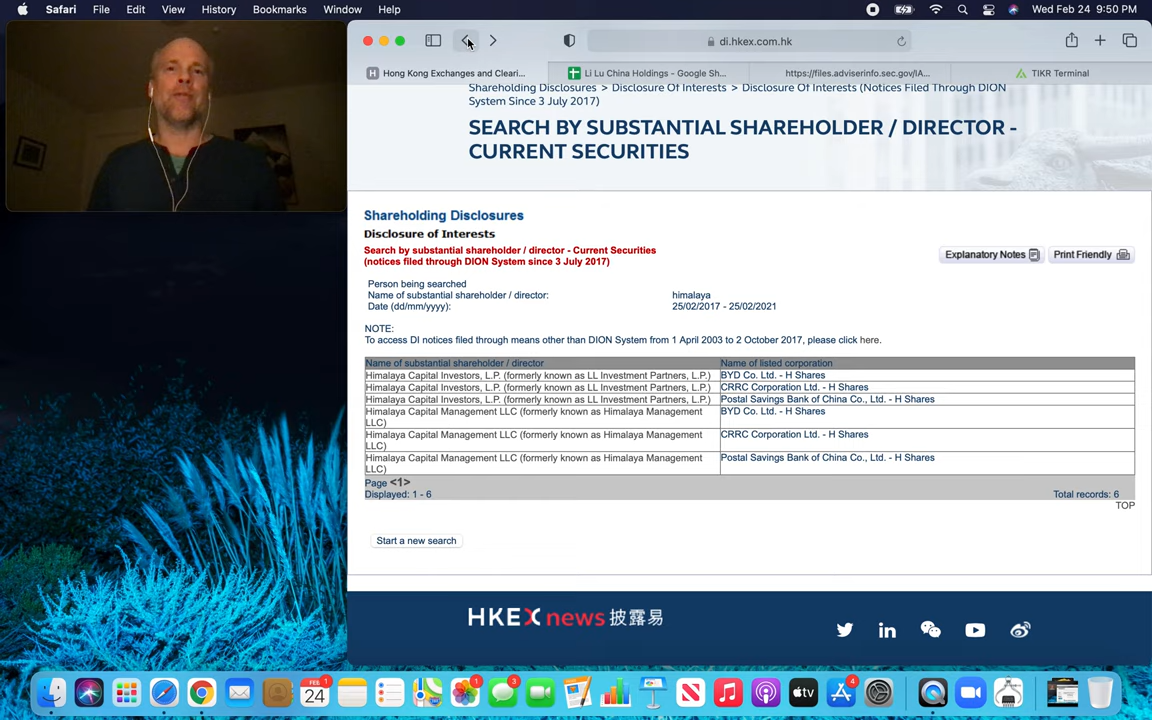 Safari File Edit View History Bookmarks Window Help Wed Feb 24 9:50 PM
di.hkex.com.hk
H Hong Kong Exchanges and Cleari... Li Lu China Holdings - Google Sh... https://files.adviserinfo.sec.gov/IA... TIKR Terminal
Shareholding Disclosures > Disclosure Of Interests > Disclosure Of Interests (Notices Filed Through DION
System Since 3 July 2017)
SEARCH BY SUBSTANTIAL SHAREHOLDER / DIRECTOR -
CURRENT SECURITIES
Shareholding Disclosures
Disclosure of Interests
Search by substantial shareholder / director - Current Securities
(notices filed through DION System since 3 July 2017)
Explanatory Notes Print Friendly
Person being searched
Name of substantial shareholder / director: himalaya
Date (dd/mm/yyyy): 25/02/2017 - 25/02/2021
NOTE:
To access DI notices filed through means other than DION System from 1 April 2003 to 2 October 2017, please click here.
Name of substantial shareholder / director Name of listed corporation
Himalaya Capital Investors, L.P. (formerly known as LL Investment Partners, L.P.) BYD Co. Ltd. - H Shares
Himalaya Capital Investors, L.P. (formerly known as LL Investment Partners, L.P.) CRRC Corporation Ltd. - H Shares
Himalaya Capital Investors, L.P. (formerly known as LL Investment Partners, L.P.) Postal Savings Bank of China Co., Ltd. - H Shares
Himalaya Capital Management LLC (formerly known as Himalaya Management BYD Co. Ltd. - H Shares
LLC)
Himalaya Capital Management LLC (formerly known as Himalaya Management CRRC Corporation Ltd. - H Shares
LLC)
Himalaya Capital Management LLC (formerly known as Himalaya Management Postal Savings Bank of China Co., Ltd. - H Shares
LLC)
Page <1>
Displayed: 1 - 6 Total records: 6
TOP
Start a new search
HKEX news 披露易
FEB 24 1 1 3 4
tv